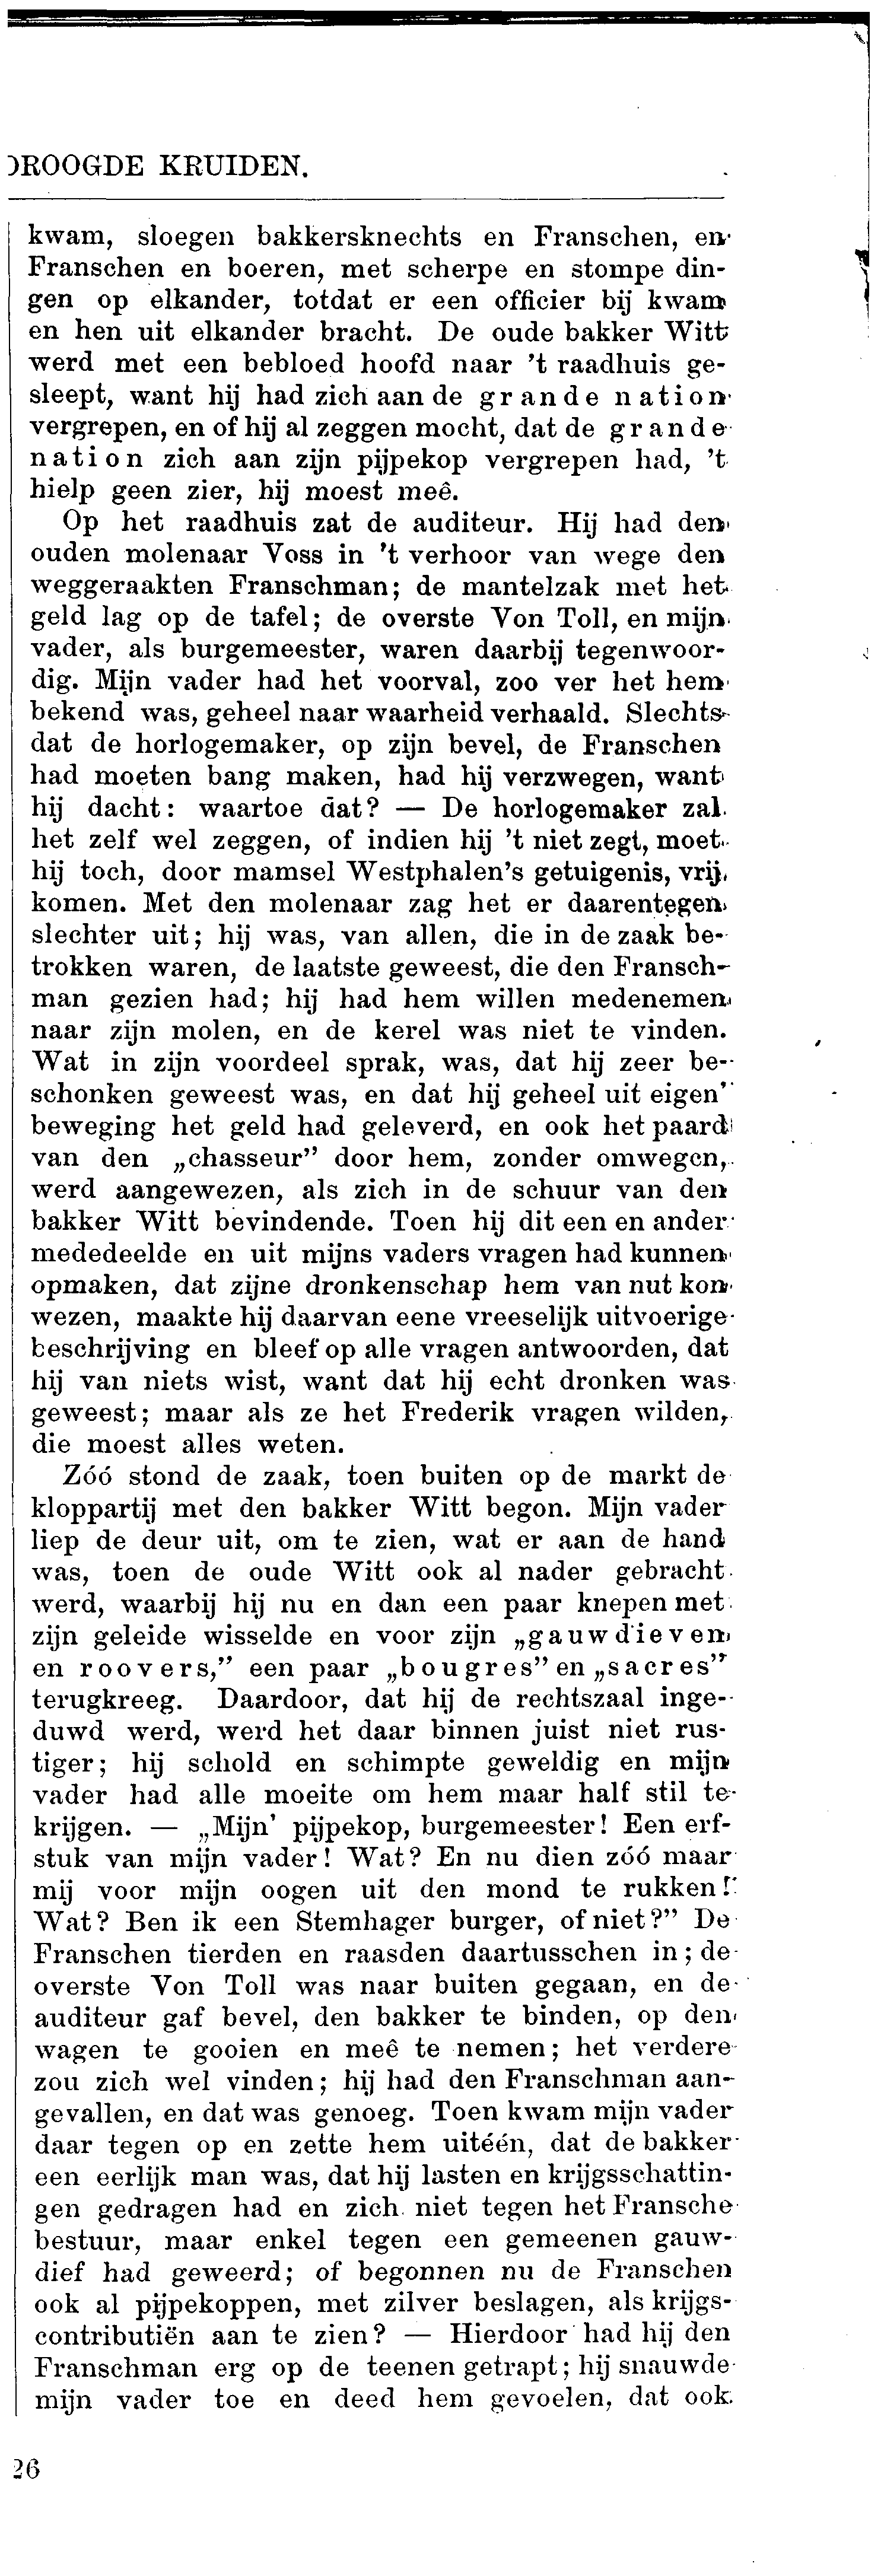 ROOGDE KRUIDEN.
kwam, sloegen bakkersknechts en Franschen, en
Franschen en boeren, met scherpe en stompe din-
gen op elkander, totdat er een officier bij kwam
en hen uit elkander bracht. De oude bakker Witt
werd met een bebloed hoofd naar 't raadhuis ge-
sleept, want hij had zich aan de grande nation
vergrepen, en of hij al zeggen mocht, dat de grande
nation zich aan zijn pijpekop vergrepen had, 't
hielp geen zier, hij moest meê.
Op het raadhuis zat de auditeur. Hij had den
ouden molenaar Voss in 't verhoor van wege den
weggeraakten Franschman; de mantelzak met het
geld lag op de tafel; de overste Von Toll, en mijn
vader, als burgemeester, waren daarbij tegenwoor-
dig. Mijn vader had het voorval, zoo ver het hem
bekend was, geheel naar waarheid verhaald. Slechts
dat de horlogemaker, op zijn bevel, de Franschen
had moeten bang maken, had hij verzwegen, want
hij dacht: waartoe dat? — De horlogemaker zal
het zelf wel zeggen, of indien hij 't niet zegt, moet
hij toch, door mamsel Westphalen's getuigenis, vrij
komen. Met den molenaar zag het er daarentegen
slechter uit; hij was, van allen, die in de zaak be-
trokken waren, de laatste geweest, die den Fransch-
man gezien had; hij had hem willen medenemen
naar zijn molen, en de kerel was niet te vinden.
Wat in zijn voordeel sprak, was, dat hij zeer be-
schonken geweest was, en dat hij geheel uit eigen'
beweging het geld had geleverd, en ook het paard
van den „chasseur” door hem, zonder omwegen,
werd aangewezen, als zich in de schuur van den
bakker Witt bevindende. Toen hij dit een en ander
mededeelde en uit mijns vaders vragen had kunnen
opmaken, dat zijne dronkenschap hem van nut kon
wezen, maakte hij daarvan eene vreeselijk uitvoerige
beschrijving en bleef op alle vragen antwoorden, dat
hij van niets wist, want dat hij echt dronken was
geweest; maar als ze het Frederik vragen wilden,
die moest alles weten.
Zóó stond de zaak, toen buiten op de markt de
kloppartij met den bakker Witt begon. Mijn vader
liep de deur uit, om te zien, wat er aan de hand
was, toen de oude Witt ook al nader gebracht
werd, waarbij hij nu en dan een paar knepen met
zijn geleide wisselde en voor zijn „gauwdieven
en roovers,” een paar „bougres” en „sacres”
terugkreeg. Daardoor, dat hij de rechtszaal inge-
duwd werd, werd het daar binnen juist niet rus-
tiger; hij schold en schimpte geweldig en mijn
vader had alle moeite om hem maar half stil te
krijgen. — „Mijn' pijpekop, burgemeester! Een erf-
stuk van mijn vader! Wat? En nu dien zóó maar
mij voor mijn oogen uit den mond te rukken!
Wat? Ben ik een Stemhager burger, of niet?” De
Franschen tierden en raasden daartusschen in; de
overste Von Toll was naar buiten gegaan, en de
auditeur gaf bevel, den bakker te binden, op den
wagen te gooien en meê te nemen; het verdere
zou zich wel vinden; hij had den Franschman aan-
gevallen, en dat was genoeg. Toen kwam mijn vader
daar tegen op en zette hem uitéén, dat de bakker
een eerlijk man was, dat hij lasten en krijgsschattin-
gen gedragen had en zich niet tegen het Fransche
bestuur, maar enkel tegen een gemeenen gauw-
dief had geweerd; of begonnen nu de Franschen
ook al pijpekoppen, met zilver beslagen, als krijgs-
contributiën aan te zien? — Hierdoor had hij den
Franschman erg op de teenen getrapt; hij snauwde
mijn vader toe en deed hem gevoelen, dat ook
26